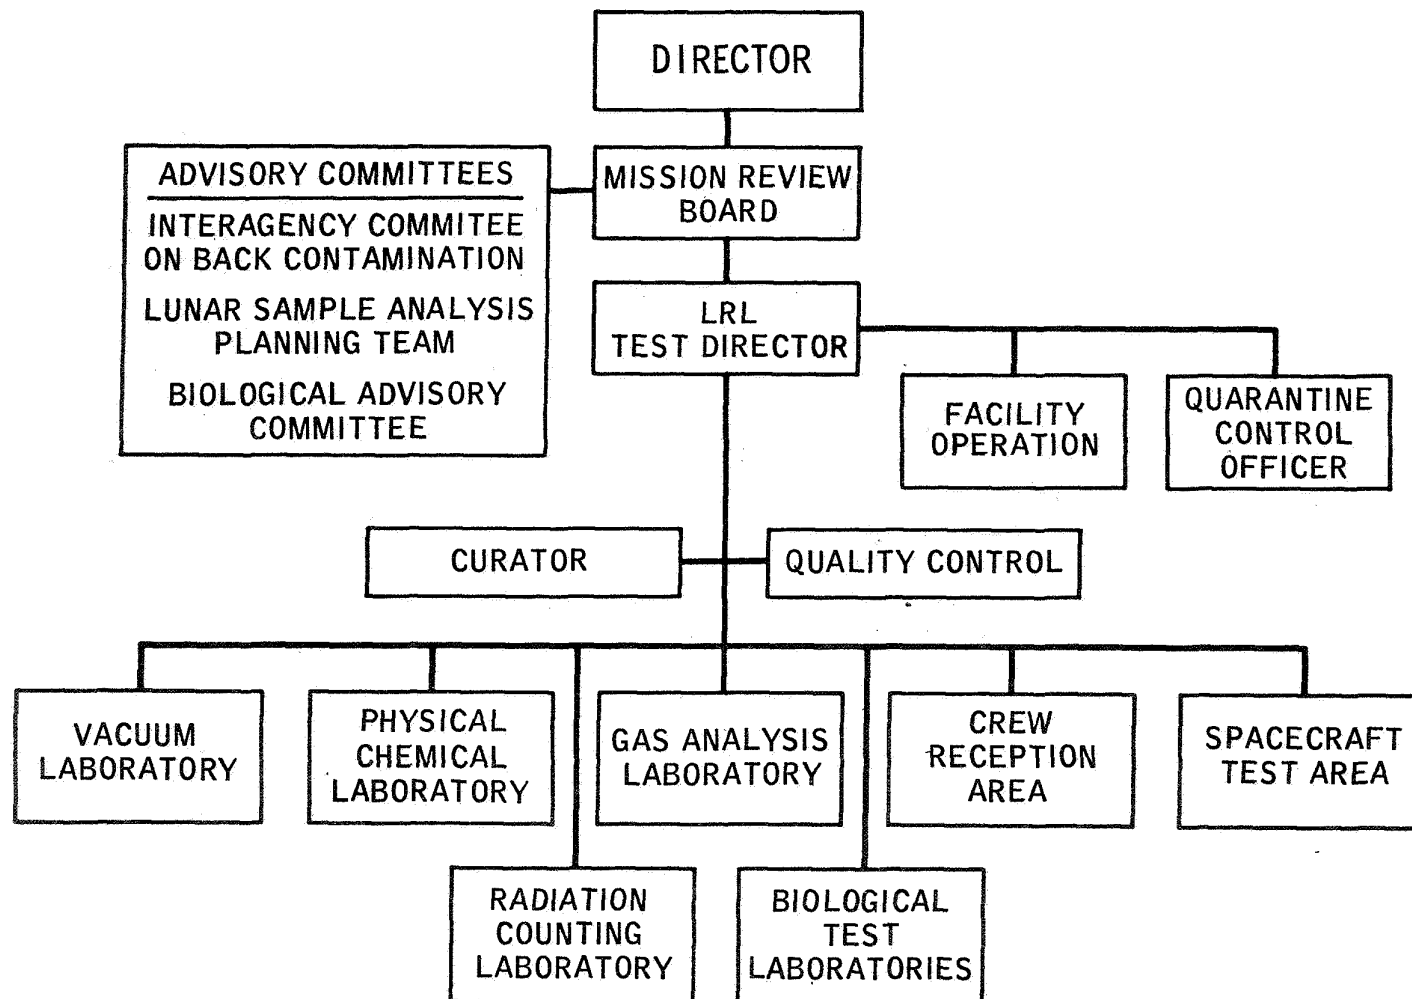 DIRECTOR
ADVISORY COMMITTEES
INTERAGENCY COMMITEE
ON BACK CONTAMINATION
LUNAR SAMPLE ANALYSIS
PLANNING TEAM
BIOLOGICAL ADVISORY
COMMITTEE
MISSION REVIEW
BOARD
LRL
TEST DIRECTOR
FACILITY
OPERATION
QUARANTINE
CONTROL
OFFICER
CURATOR
QUALITY CONTROL
VACUUM
LABORATORY
PHYSICAL
CHEMICAL
LABORATORY
GAS ANALYSIS
LABORATORY
CREW
RECEPTION
AREA
SPACECRAFT
TEST AREA
RADIATION
COUNTING
LABORATORY
BIOLOGICAL
TEST
LABORATORIES